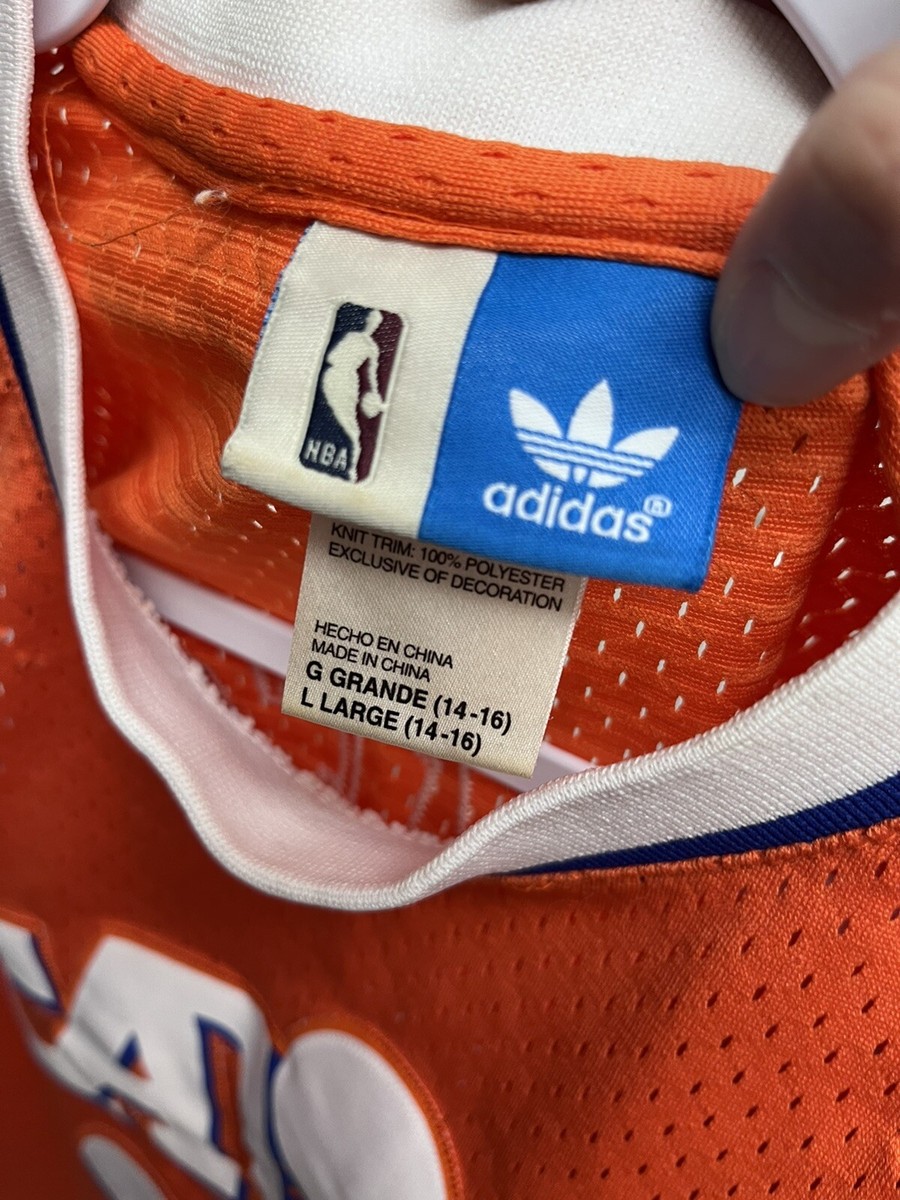 NBA
adidas®
KNIT TRIM: 100% POLYESTER
EXCLUSIVE OF DECORATION
HECHO EN CHINA
MADE IN CHINA
G GRANDE (14-16)
L LARGE (14-16)